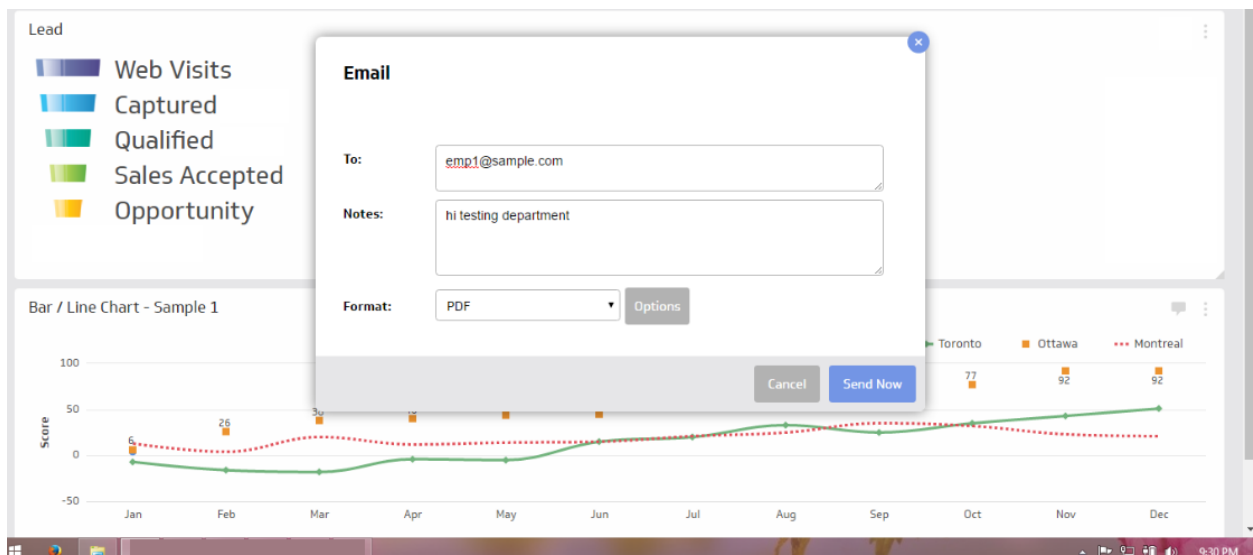 Lead
Web Visits
Captured
Qualified
Sales Accepted
Opportunity
Email
To:
emp1@sample.com
Notes:
hi testing department
Format:
PDF
Options
Cancel
Send Now
Bar / Line Chart - Sample 1
Toronto
Ottawa
Montreal
Score
100
50
0
-50
6
26
77
92
92
Jan Feb Mar Apr May Jun Jul Aug Sep Oct Nov Dec
9:30 PM